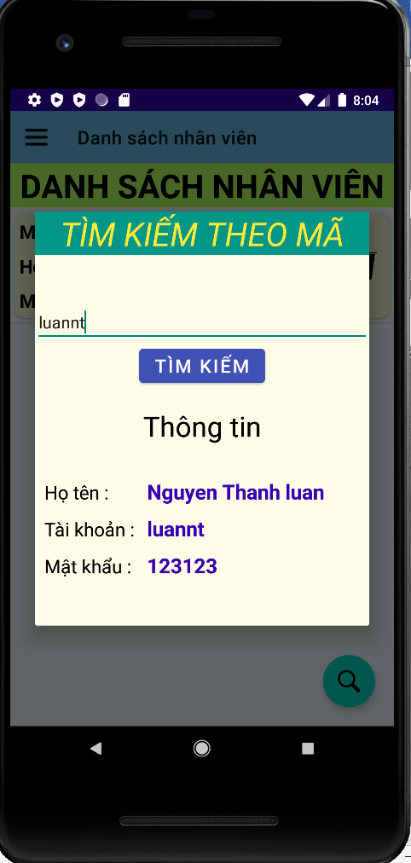 8:04
Danh sách nhân viên
DANH SÁCH NHÂN VIÊN
TÌM KIẾM THEO MÃ
luannt
TÌM KIẾM
Thông tin
Họ tên : Nguyen Thanh luan
Tài khoản : luannt
Mật khẩu : 123123